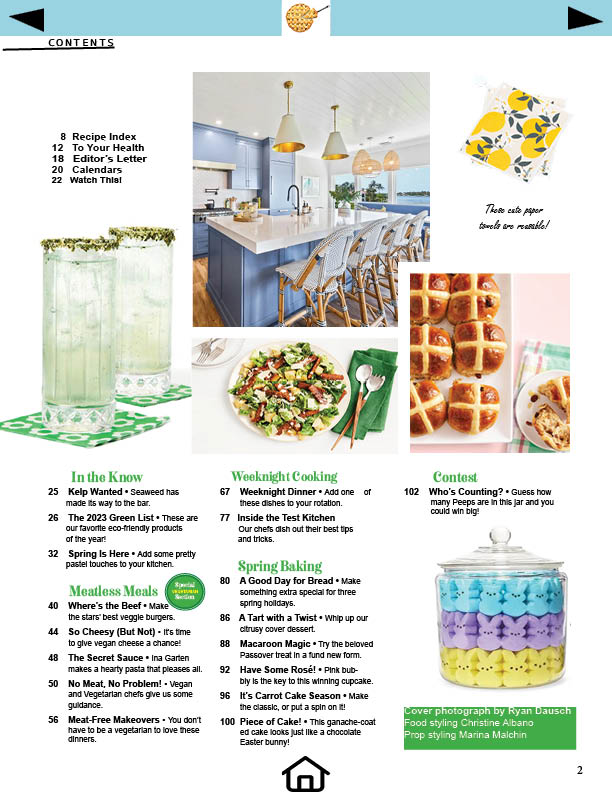 CONTENTS
8 Recipe Index
12 To Your Health
18 Editor's Letter
20 Calendars
22 Watch This!
These cute paper
towels are reusable!
In the Know
25 Kelp Wanted • Seaweed has
made its way to the bar.
26 The 2023 Green List • These are
our favorite eco-friendly products
of the year!
32 Spring Is Here • Add some pretty
pastel touches to your kitchen.
Meatless Meals
Special
VEGETARIAN
Section
40 Where's the Beef • Make
the stars' best veggie burgers.
44 So Cheesy (But Not) • It's time
to give vegan cheese a chance!
48 The Secret Sauce • Ina Garten
makes a hearty pasta that pleases all.
50 No Meat, No Problem! • Vegan
and Vegetarian chefs give us some
guidance.
56 Meat-Free Makeovers • You don't
have to be a vegetarian to love these
dinners.
Weeknight Cooking
67 Weeknight Dinner • Add one of
these dishes to your rotation.
77 Inside the Test Kitchen
Our chefs dish out their best tips
and tricks.
Spring Baking
80 A Good Day for Bread • Make
something extra special for three
spring holidays.
86 A Tart with a Twist • Whip up our
citrusy cover dessert.
88 Macaroon Magic • Try the beloved
Passover treat in a fund new form.
92 Have Some Rosé! • Pink bub-
bly is the key to this winning cupcake.
96 It's Carrot Cake Season • Make
the classic, or put a spin on it!
100 Piece of Cake! • This ganache-coat
ed cake looks just like a chocolate
Easter bunny!
Contest
102 Who's Counting? • Guess how
many Peeps are in this jar and you
could win big!
Cover photograph by Ryan Dausch
Food styling Christine Albano
Prop styling Marina Malchin
2